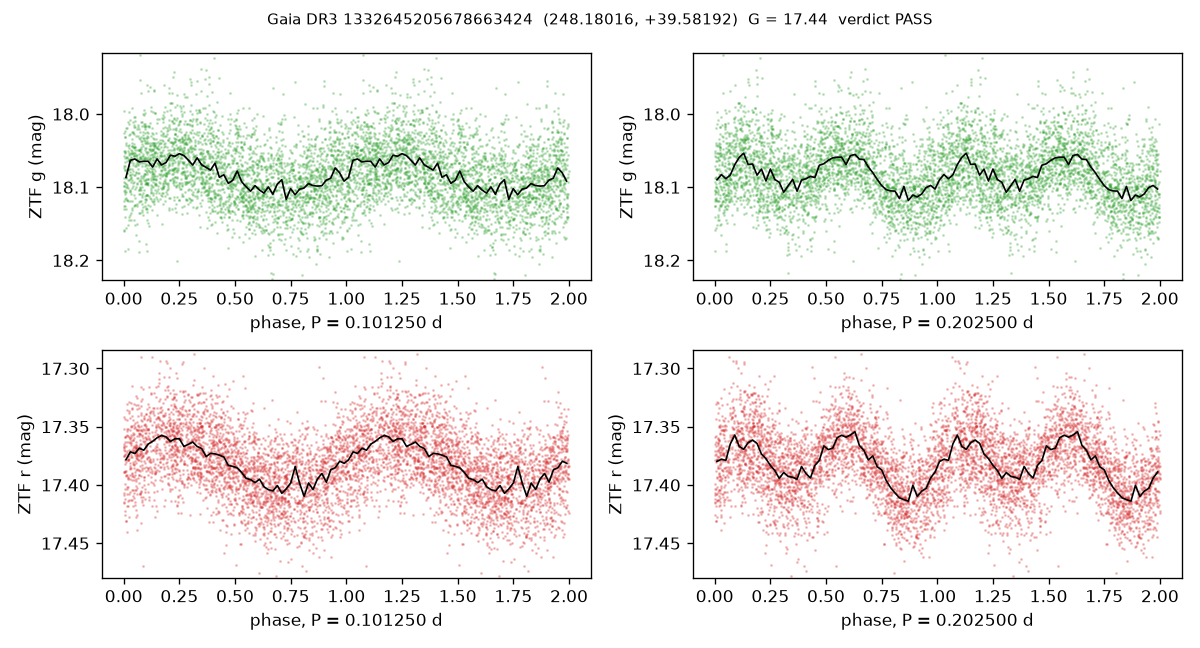 Gaia DR3 1332645205678663424 (248.18016, +39.58192) G = 17.44 verdict PASS
ZTF g (mag)
18.0
18.1
18.2
0.00 0.25 0.50 0.75 1.00 1.25 1.50 1.75 2.00
phase, P = 0.101250 d
ZTF g (mag)
18.0
18.1
18.2
0.00 0.25 0.50 0.75 1.00 1.25 1.50 1.75 2.00
phase, P = 0.202500 d
ZTF r (mag)
17.30
17.35
17.40
17.45
0.00 0.25 0.50 0.75 1.00 1.25 1.50 1.75 2.00
phase, P = 0.101250 d
ZTF r (mag)
17.30
17.35
17.40
17.45
0.00 0.25 0.50 0.75 1.00 1.25 1.50 1.75 2.00
phase, P = 0.202500 d